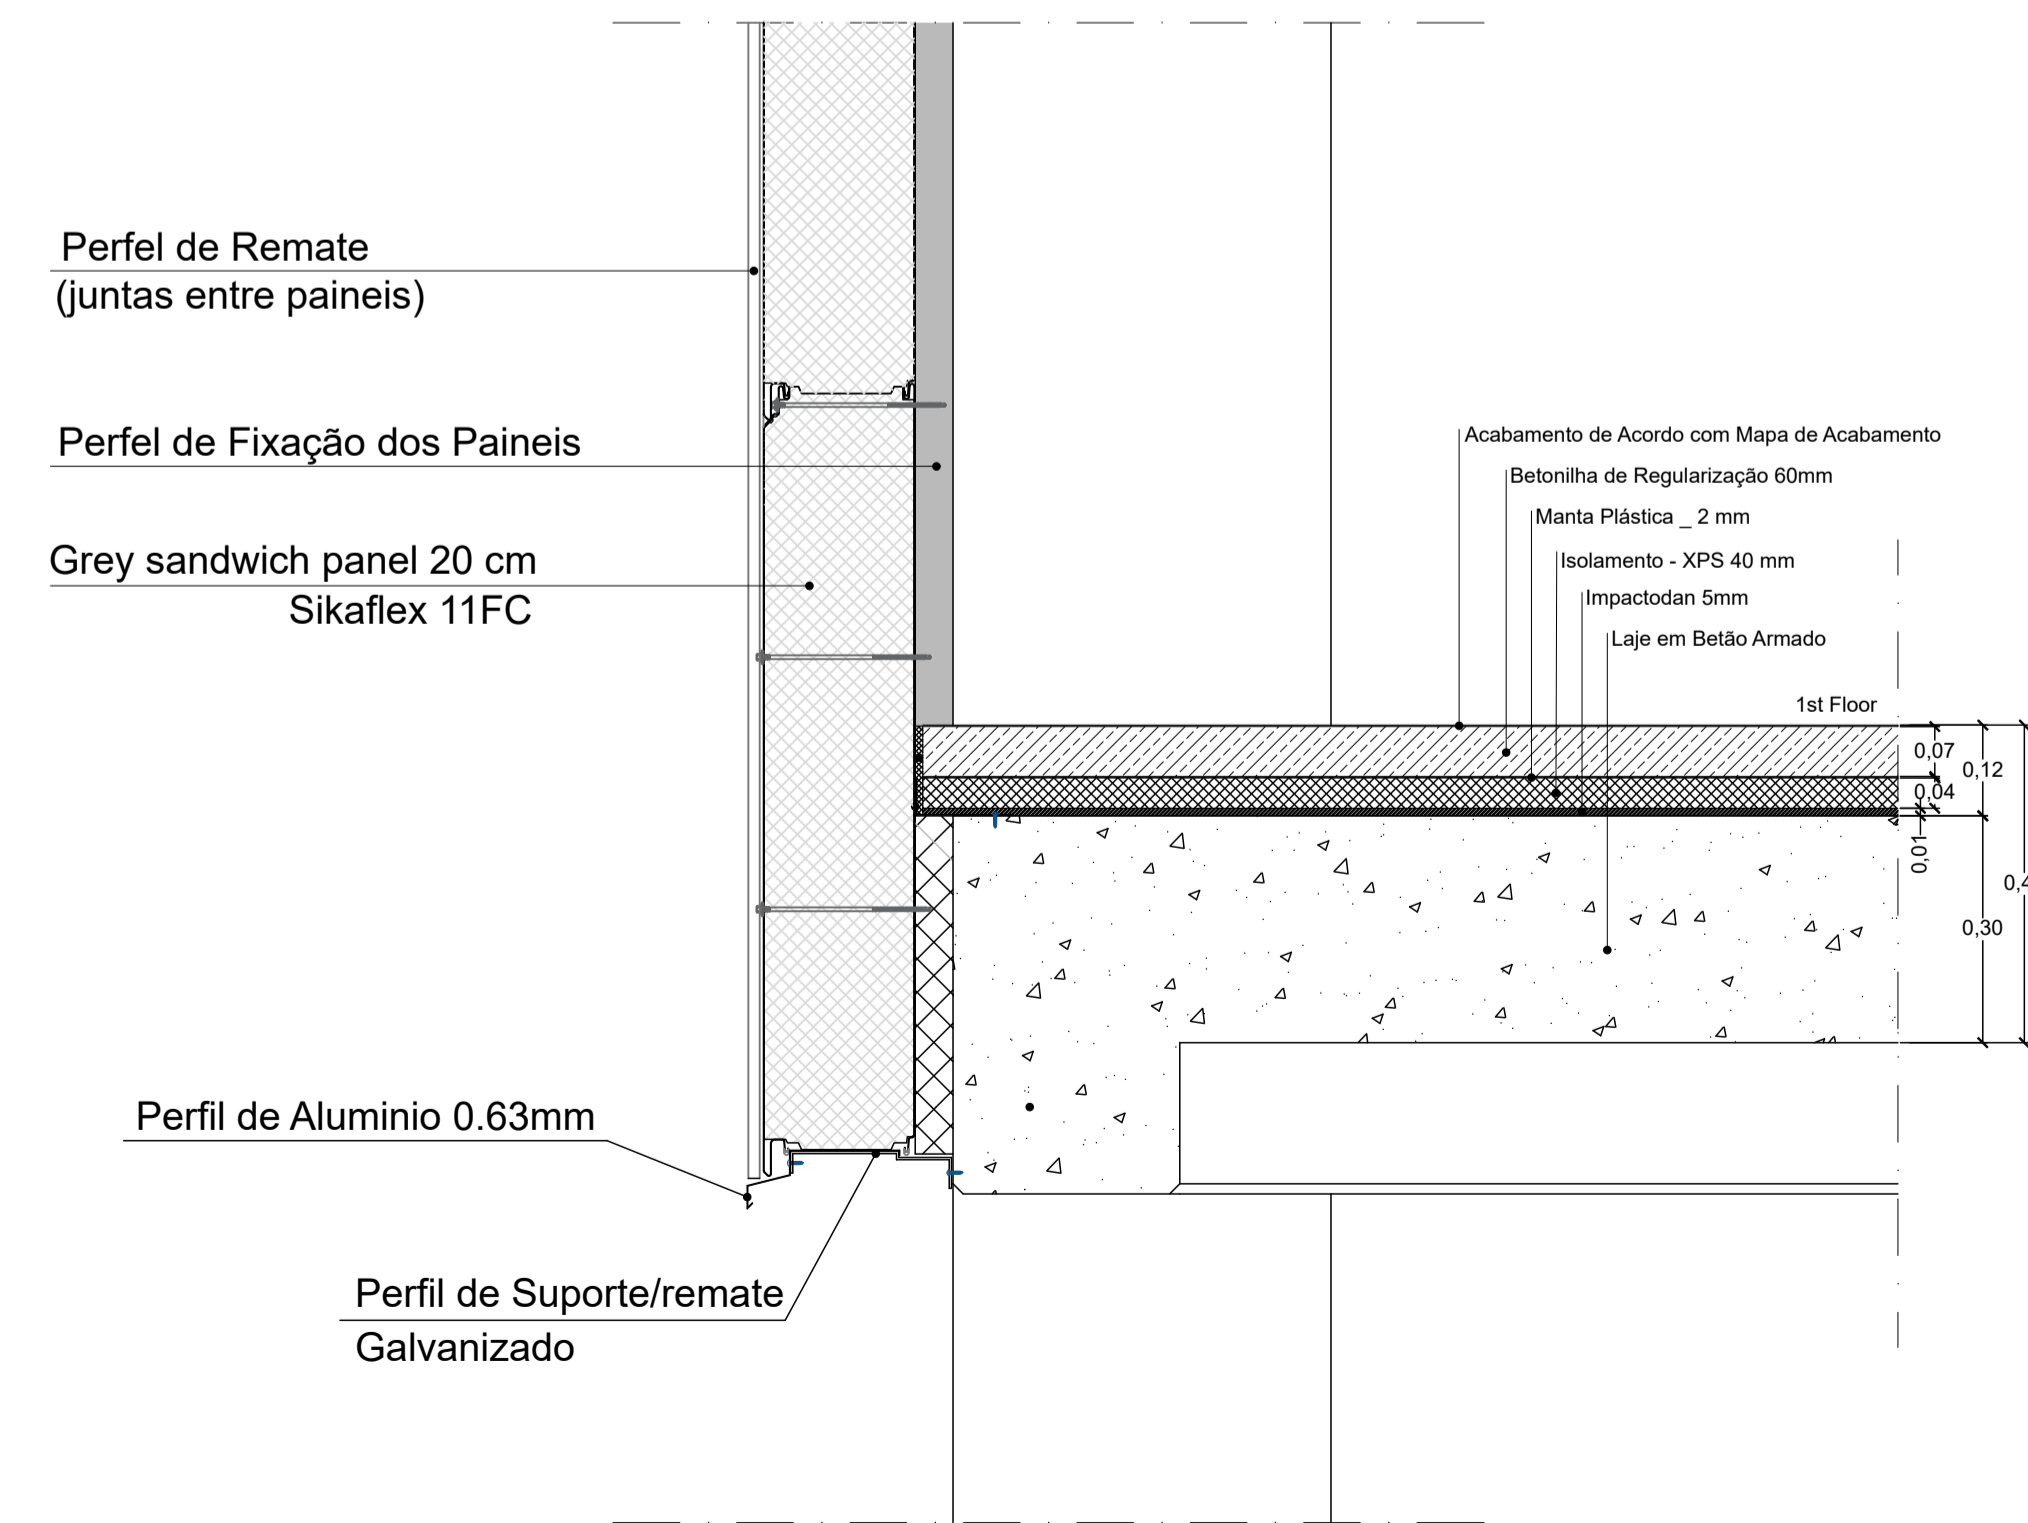 Perfel de Remate
(juntas entre paineis)
Perfel de Fixação dos Paineis
Grey sandwich panel 20 cm
Sikaflex 11FC
Perfil de Aluminio 0.63mm
Perfil de Suporte/remate
Galvanizado
Acabamento de Acordo com Mapa de Acabamento
Betonilha de Regularização 60mm
Manta Plástica _ 2 mm
Isolamento - XPS 40 mm
Impactodan 5mm
Laje em Betão Armado
1st Floor
0,07
0,12
0,04
0,01
0,30